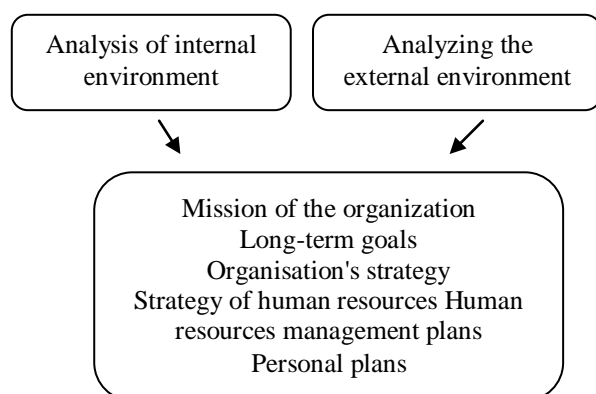 Analysis of internal
environment
Analyzing the
external environment
Mission of the organization
Long-term goals
Organisation's strategy
Strategy of human resources Human
resources management plans
Personal plans